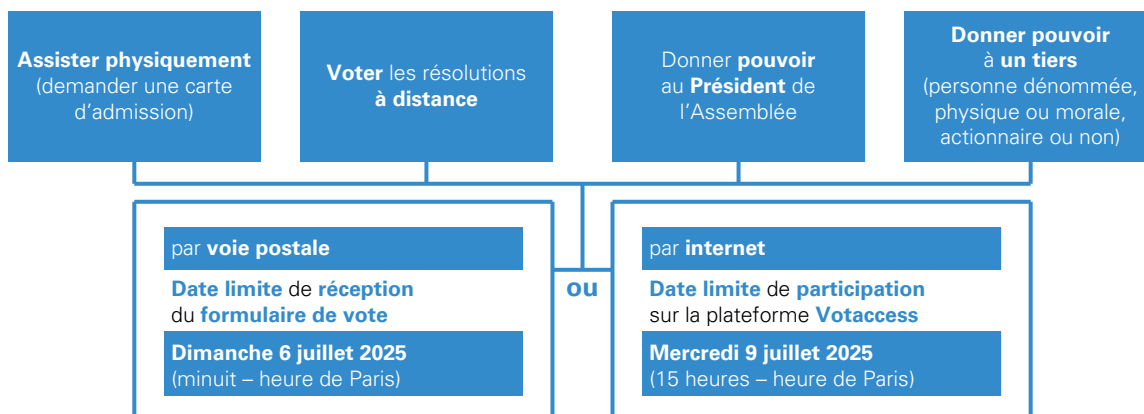 Assister physiquement
(demander une carte
d’admission)
Voter les résolutions
à distance
Donner pouvoir
au Président de
l’Assemblée
Donner pouvoir
à un tiers
(personne dénommée,
physique ou morale,
actionnaire ou non)
par voie postale
Date limite de réception
du formulaire de vote
Dimanche 6 juillet 2025
(minuit – heure de Paris)
ou
par internet
Date limite de participation
sur la plateforme Votaccess
Mercredi 9 juillet 2025
(15 heures – heure de Paris)